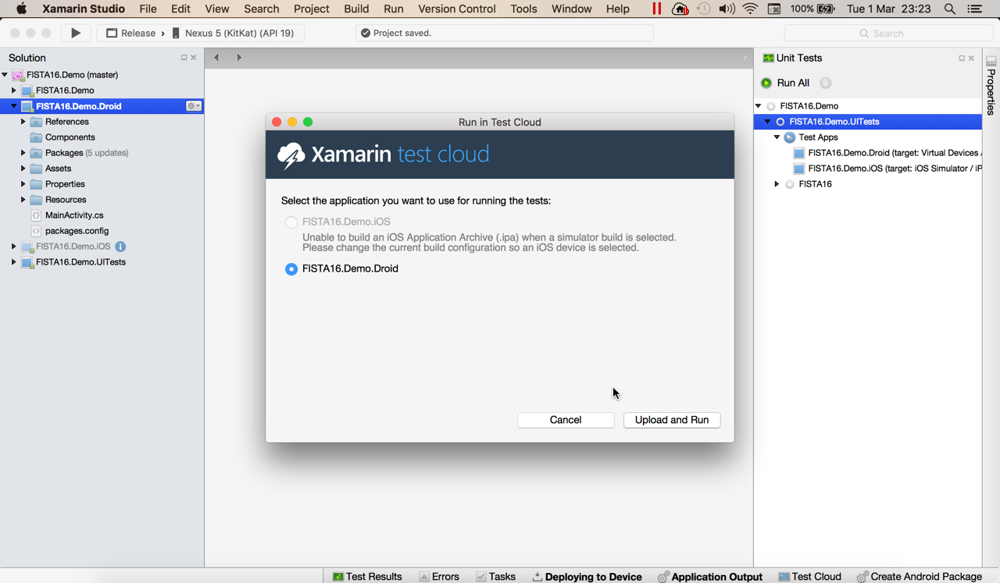 Xamarin Studio File Edit View Search Project Build Run Version Control Tools Window Help 100% Tue 1 Mar 23:23
Release › Nexus 5 (KitKat) (API 19) Project saved. Search
Solution
FISTA16.Demo (master)
FISTA16.Demo
FISTA16.Demo.Droid
References
Components
Packages (5 updates)
Assets
Properties
Resources
MainActivity.cs
packages.config
FISTA16.Demo.iOS
FISTA16.Demo.UITests
Run in Test Cloud
Xamarin test cloud
Select the application you want to use for running the tests:
FISTA16.Demo.iOS
Unable to build an iOS Application Archive (.ipa) when a simulator build is selected.
Please change the current build configuration so an iOS device is selected.
FISTA16.Demo.Droid
Cancel Upload and Run
Unit Tests
Run All
FISTA16.Demo
FISTA16.Demo.UITests
Test Apps
FISTA16.Demo.Droid (target: Virtual Devices /
FISTA16.Demo.iOS (target: iOS Simulator / iP
FISTA16
Properties
Test Results Errors Tasks Deploying to Device Application Output Test Cloud Create Android Package